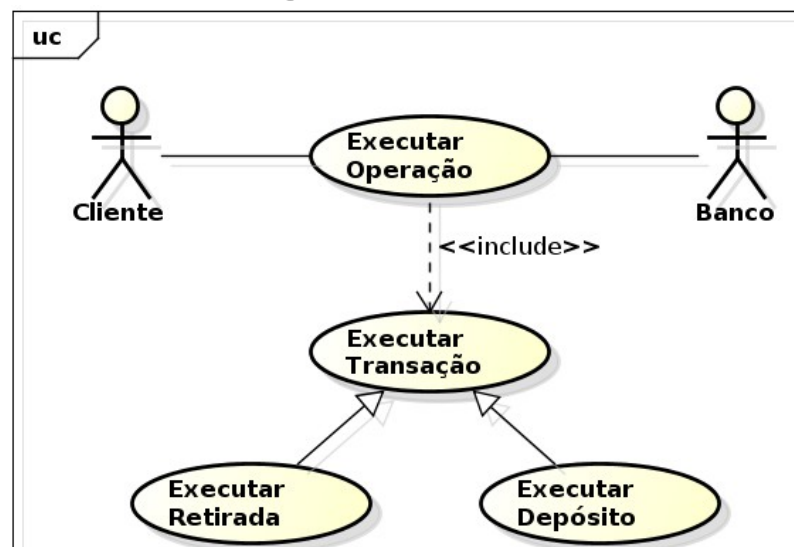 uc
Executar
Operação
Cliente
Banco
<<include>>
Executar
Transação
Executar
Retirada
Executar
Depósito